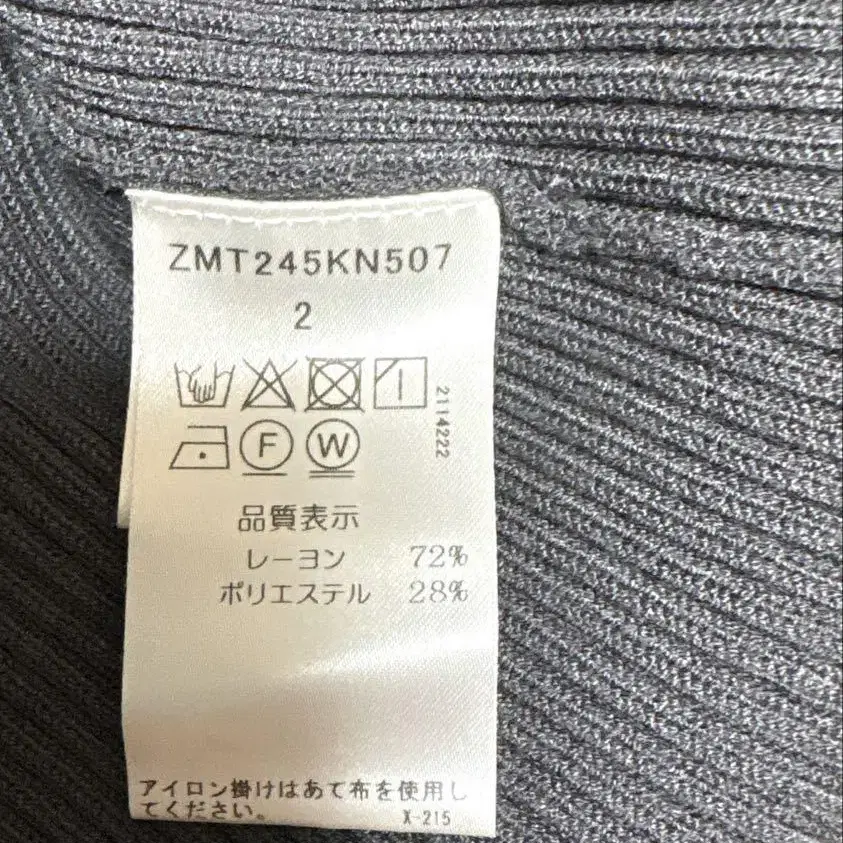 ZMT245KN507
2
2114222
F W
品質表示
レーヨン 72%
ポリエステル 28%
アイロン掛けはあて布を使用し
てください。
X-215